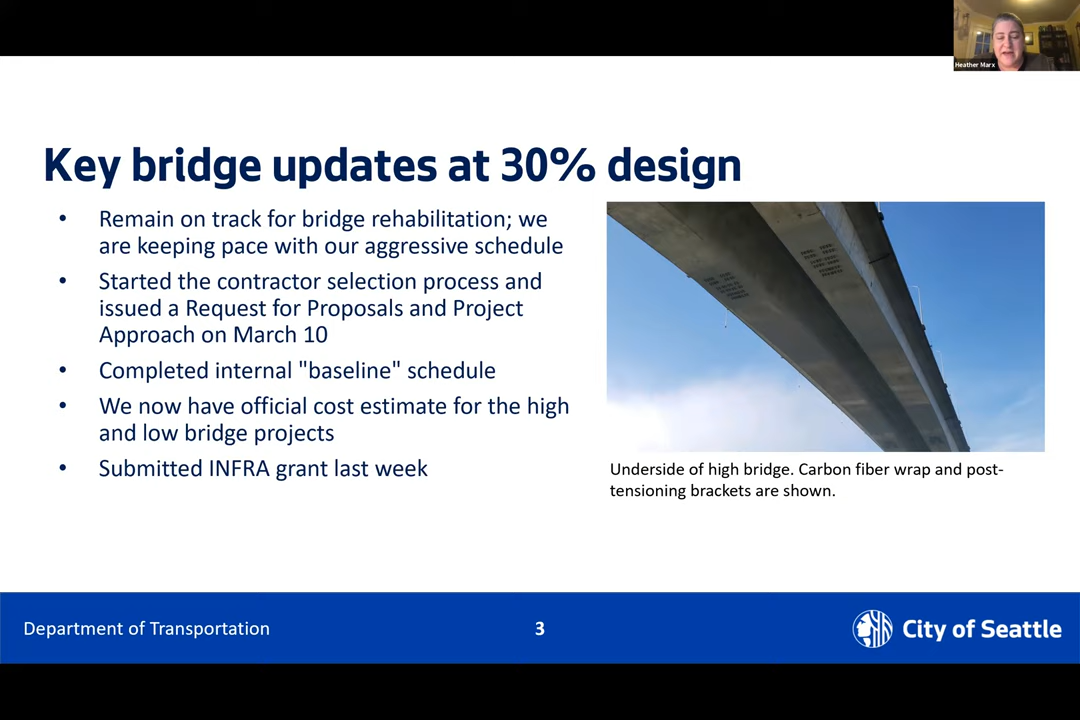 Heather Marx
Key bridge updates at 30% design
• Remain on track for bridge rehabilitation; we
are keeping pace with our aggressive schedule
• Started the contractor selection process and
issued a Request for Proposals and Project
Approach on March 10
• Completed internal "baseline" schedule
• We now have official cost estimate for the high
and low bridge projects
• Submitted INFRA grant last week
Underside of high bridge. Carbon fiber wrap and post-
tensioning brackets are shown.
Department of Transportation
3
City of Seattle